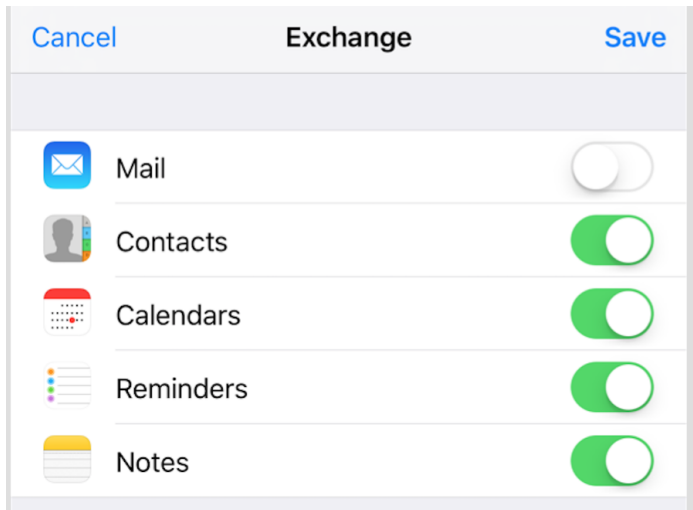 Cancel Exchange Save
Mail
Contacts
Calendars
Reminders
Notes